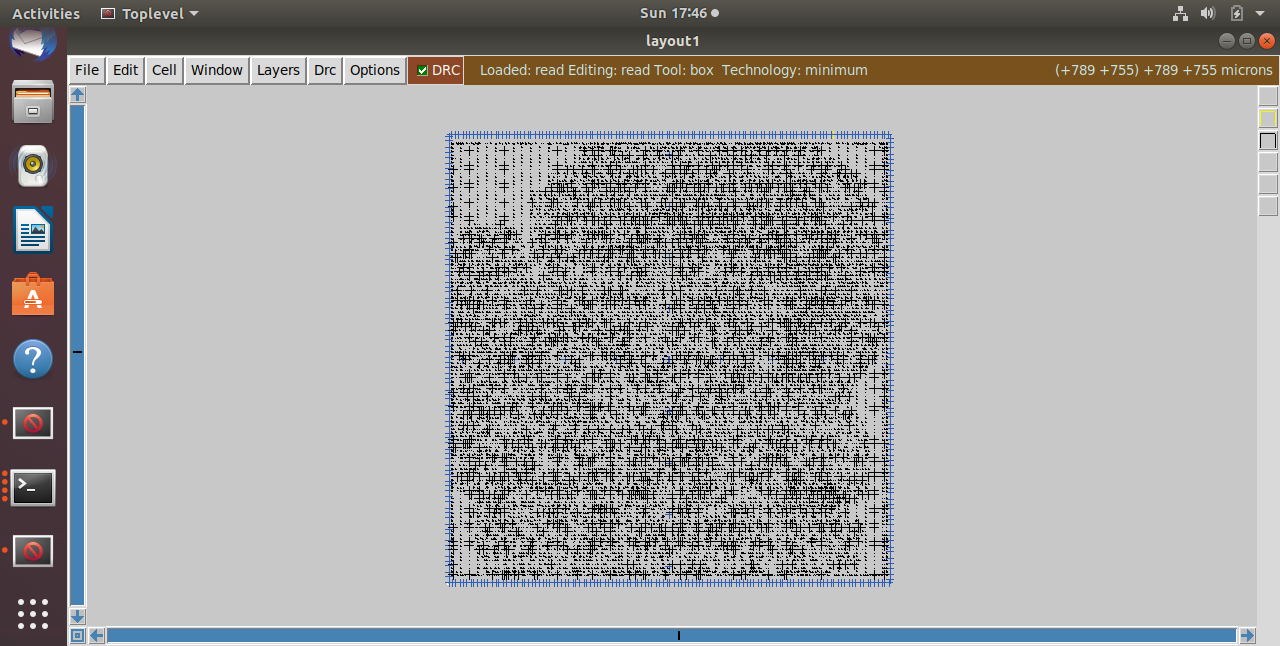 Activities Toplevel Sun 17:46
layout1
File Edit Cell Window Layers Drc Options DRC Loaded: read Editing: read Tool: box Technology: minimum (+789 +755) +789 +755 microns